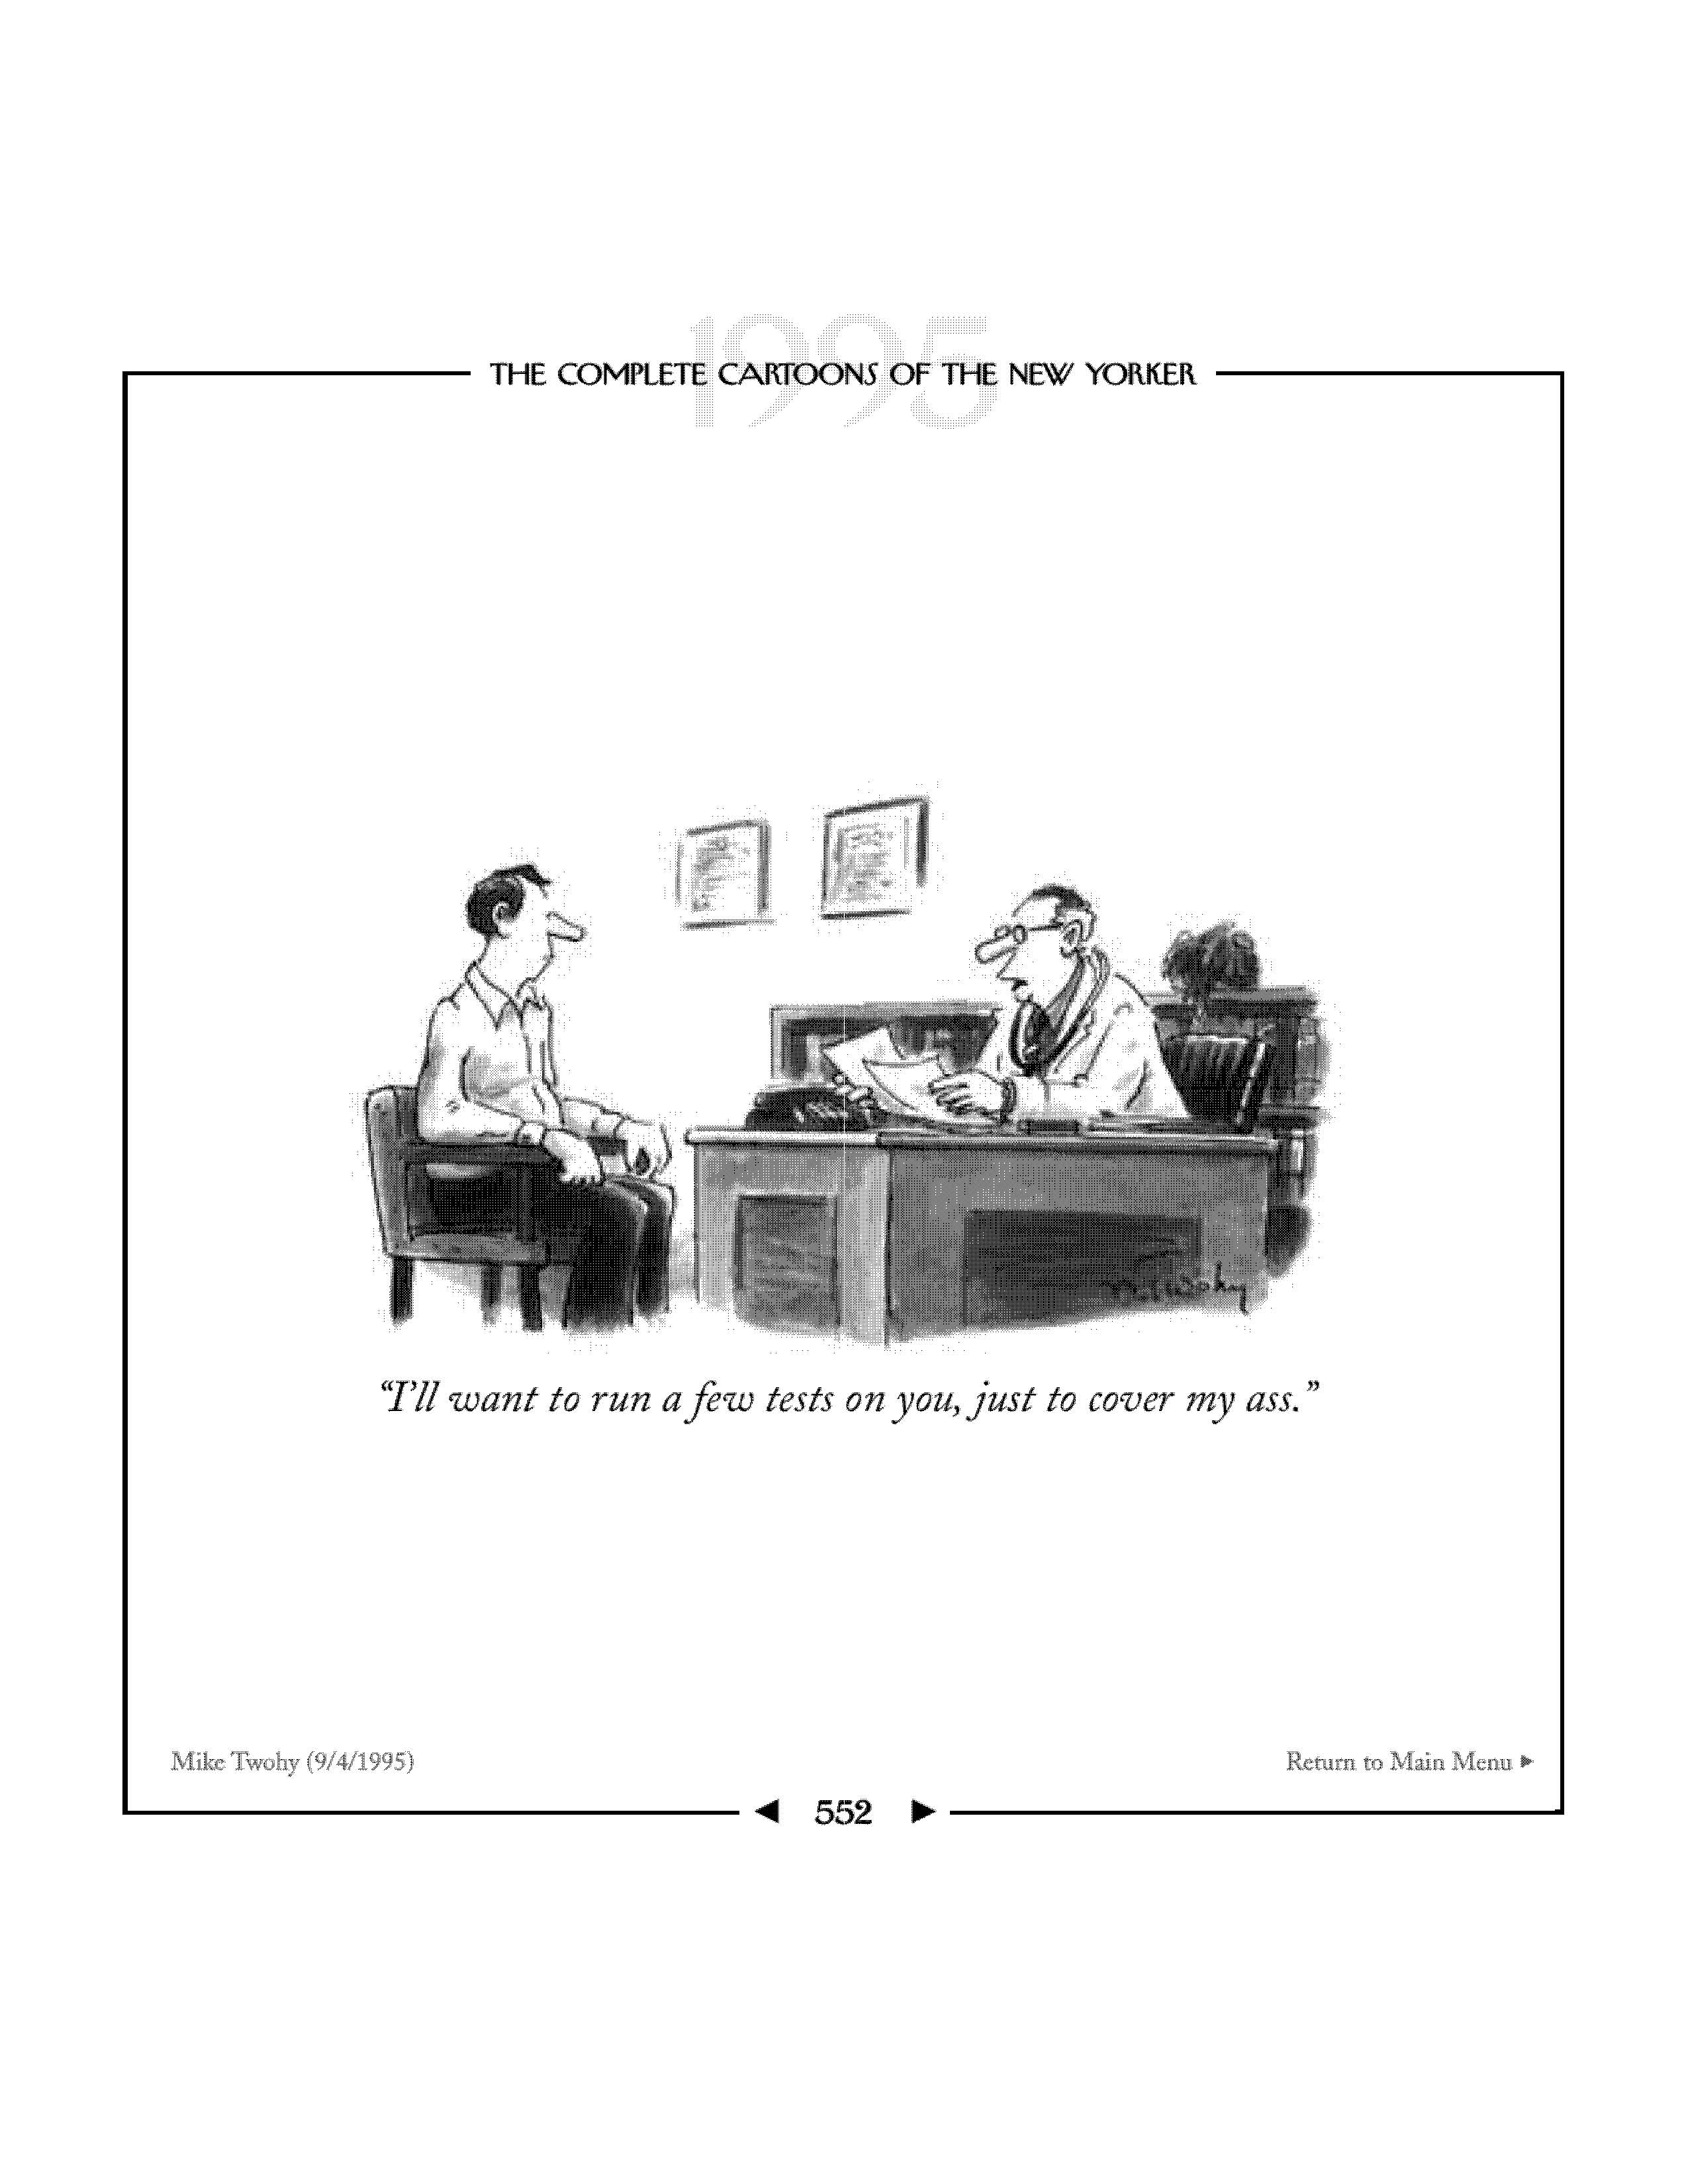 1995
THE COMPLETE CARTOONS OF THE NEW YORKER
“I’ll want to run a few tests on you, just to cover my ass.”
Mike Twohy (9/4/1995)
Return to Main Menu ►
◄ 552 ►